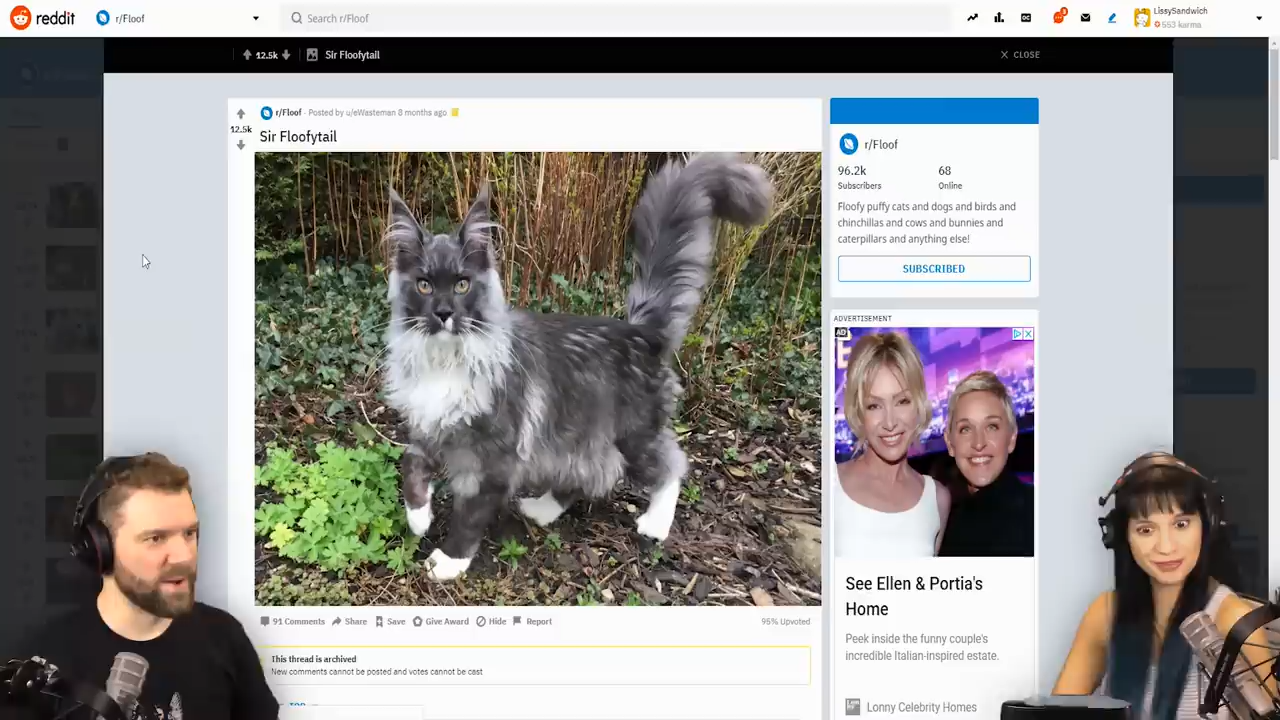 reddit
r/Floof
Search r/Floof
LissySandwich
553 karma
12.5k
Sir Floofytail
CLOSE
r/Floof · Posted by u/eWasteman 8 months ago
12.5k
Sir Floofytail
r/Floof
96.2k
68
Subscribers
Online
Floofy puffy cats and dogs and birds and
chinchillas and cows and bunnies and
caterpillars and anything else!
SUBSCRIBED
ADVERTISEMENT
AD
See Ellen & Portia's
Home
Peek inside the funny couple's
incredible Italian-inspired estate.
Lonny Celebrity Homes
91 Comments
Share
Save
Give Award
Hide
Report
95% Upvoted
This thread is archived
New comments cannot be posted and votes cannot be cast